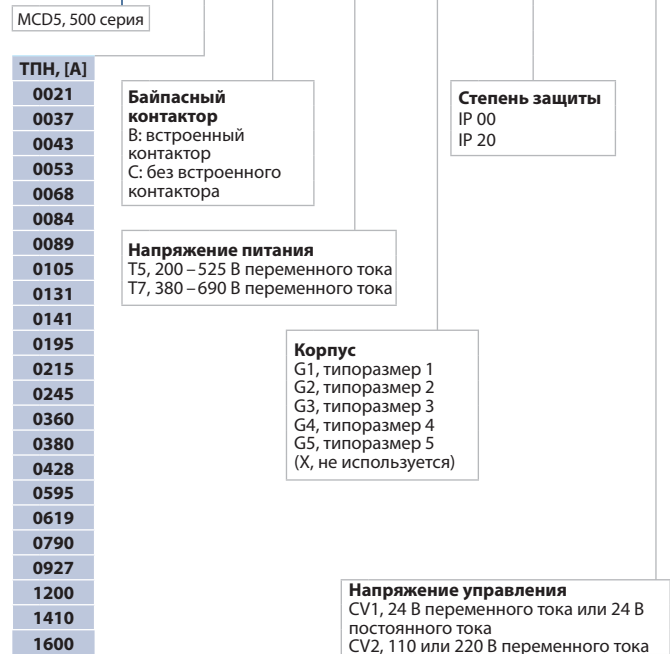 MCD5, 500 серия
ТПН, [А]
0021
0037
0043
0053
0068
0084
0089
0105
0131
0141
0195
0215
0245
0360
0380
0428
0595
0619
0790
0927
1200
1410
1600
Байпасный
контактор
B: встроенный
контактор
C: без встроенного
контактора
Степень защиты
IP 00
IP 20
Напряжение питания
T5, 200 – 525 В переменного тока
T7, 380 – 690 В переменного тока
Корпус
G1, типоразмер 1
G2, типоразмер 2
G3, типоразмер 3
G4, типоразмер 4
G5, типоразмер 5
(X, не используется)
Напряжение управления
CV1, 24 В переменного тока или 24 В
постоянного тока
CV2, 110 или 220 В переменного тока